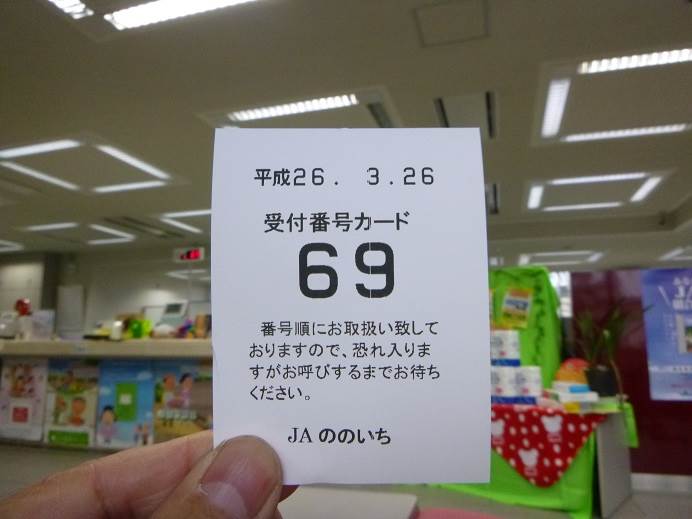 平成26. 3.26
受付番号カード
69
番号順にお取扱い致して
おりますので、恐れ入りま
すがお呼びするまでお待ち
ください。
JAののいち